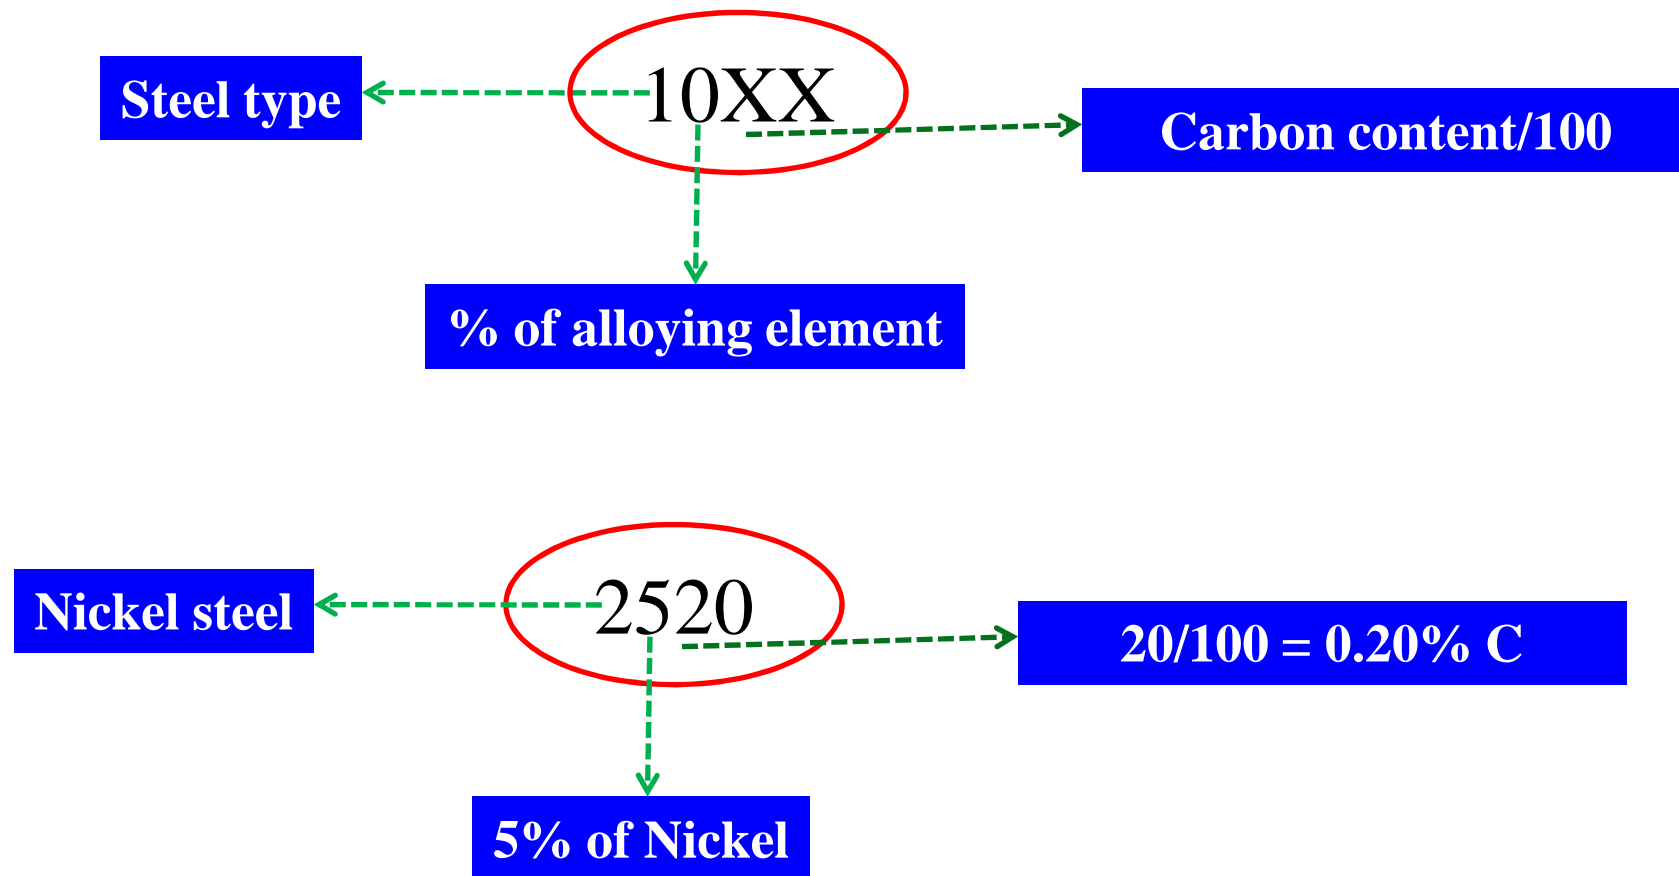 10XX
Steel type
Carbon content/100
% of alloying element
2520
Nickel steel
20/100 = 0.20% C
5% of Nickel